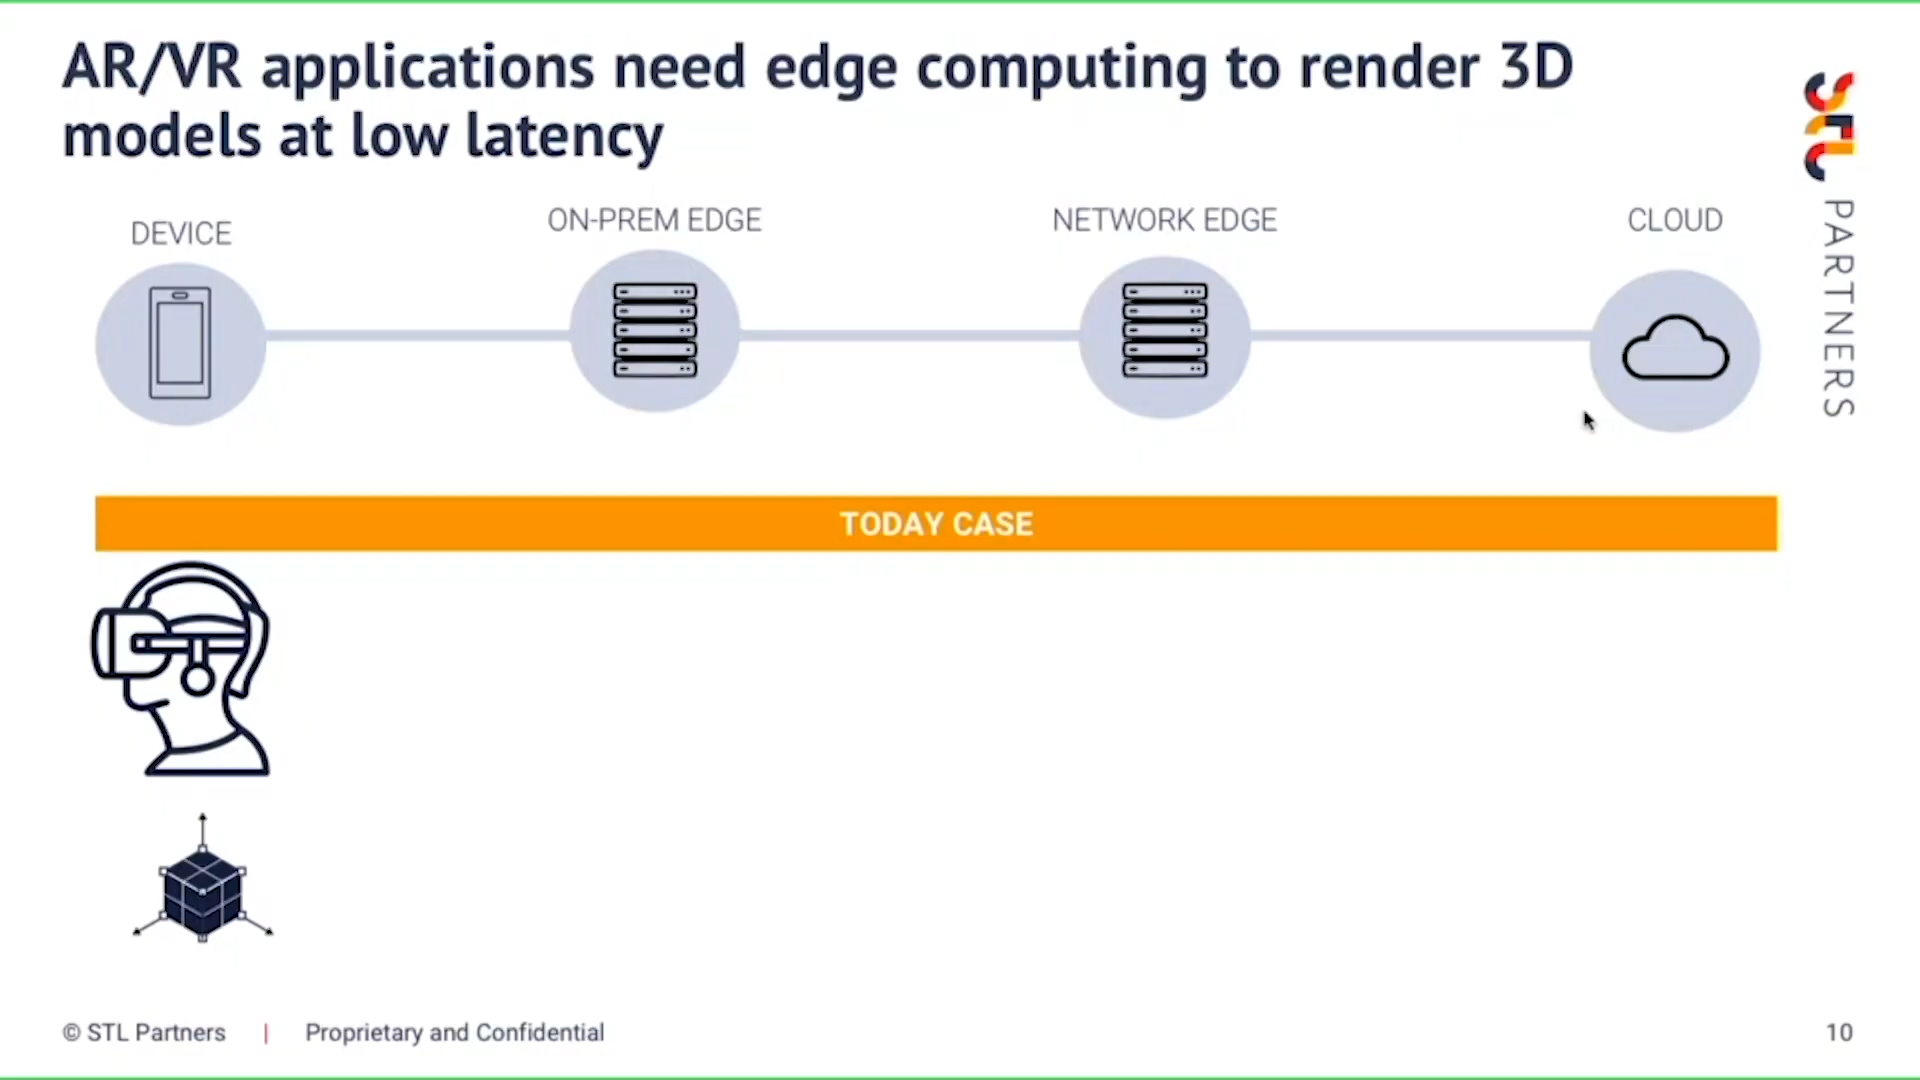 AR/VR applications need edge computing to render 3D
models at low latency
STL PARTNERS
DEVICE
ON-PREM EDGE
NETWORK EDGE
CLOUD
TODAY CASE
© STL Partners | Proprietary and Confidential
10